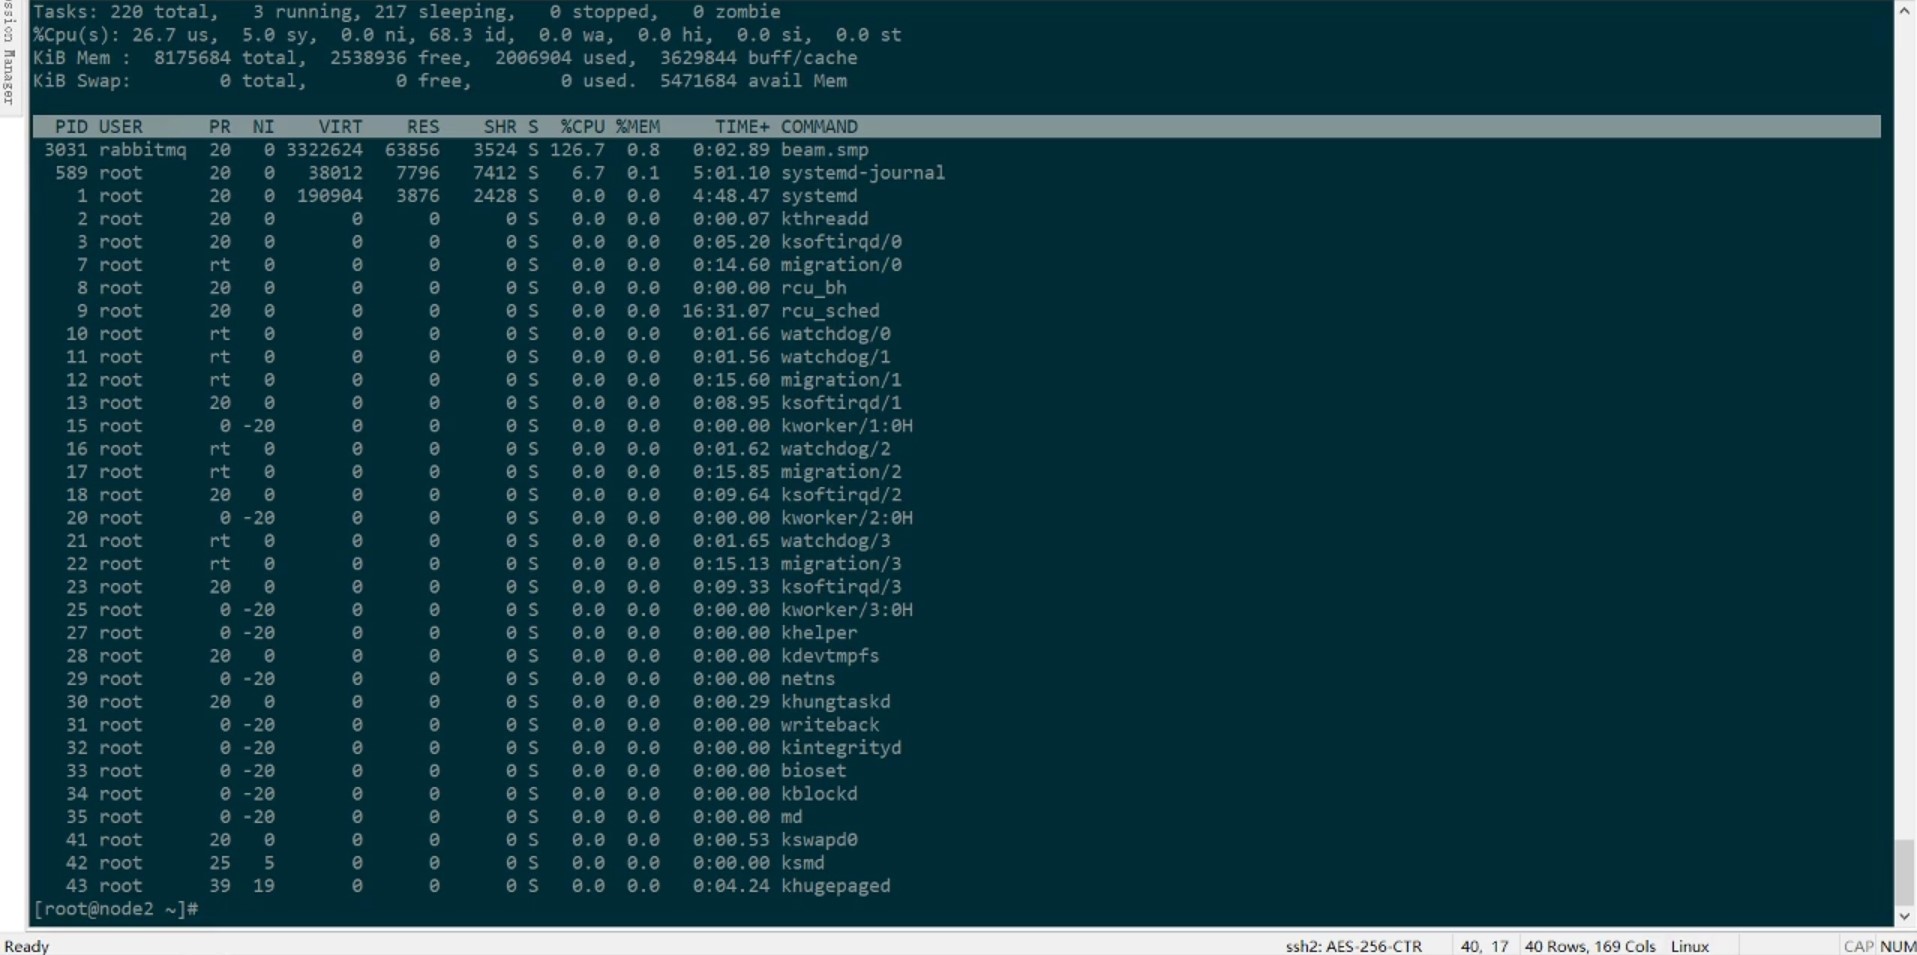 ssion Manager
Tasks: 220 total,   3 running, 217 sleeping,   0 stopped,   0 zombie
%Cpu(s): 26.7 us,  5.0 sy,  0.0 ni, 68.3 id,  0.0 wa,  0.0 hi,  0.0 si,  0.0 st
KiB Mem :  8175684 total,  2538936 free,  2006904 used,  3629844 buff/cache
KiB Swap:        0 total,        0 free,        0 used.  5471684 avail Mem
PID USER      PR  NI    VIRT    RES    SHR S  %CPU %MEM     TIME+ COMMAND
3031 rabbitmq  20   0 3322624  63856   3524 S 126.7  0.8   0:02.89 beam.smp
589 root      20   0   38012   7796   7412 S   6.7  0.1   5:01.10 systemd-journal
1 root      20   0  190904   3876   2428 S   0.0  0.0   4:48.47 systemd
2 root      20   0       0      0      0 S   0.0  0.0   0:00.07 kthreadd
3 root      20   0       0      0      0 S   0.0  0.0   0:05.20 ksoftirqd/0
7 root      rt   0       0      0      0 S   0.0  0.0   0:14.60 migration/0
8 root      20   0       0      0      0 S   0.0  0.0   0:00.00 rcu_bh
9 root      20   0       0      0      0 S   0.0  0.0  16:31.07 rcu_sched
10 root      rt   0       0      0      0 S   0.0  0.0   0:01.66 watchdog/0
11 root      rt   0       0      0      0 S   0.0  0.0   0:01.56 watchdog/1
12 root      rt   0       0      0      0 S   0.0  0.0   0:15.60 migration/1
13 root      20   0       0      0      0 S   0.0  0.0   0:08.95 ksoftirqd/1
15 root       0 -20       0      0      0 S   0.0  0.0   0:00.00 kworker/1:0H
16 root      rt   0       0      0      0 S   0.0  0.0   0:01.62 watchdog/2
17 root      rt   0       0      0      0 S   0.0  0.0   0:15.85 migration/2
18 root      20   0       0      0      0 S   0.0  0.0   0:09.64 ksoftirqd/2
20 root       0 -20       0      0      0 S   0.0  0.0   0:00.00 kworker/2:0H
21 root      rt   0       0      0      0 S   0.0  0.0   0:01.65 watchdog/3
22 root      rt   0       0      0      0 S   0.0  0.0   0:15.13 migration/3
23 root      20   0       0      0      0 S   0.0  0.0   0:09.33 ksoftirqd/3
25 root       0 -20       0      0      0 S   0.0  0.0   0:00.00 kworker/3:0H
27 root       0 -20       0      0      0 S   0.0  0.0   0:00.00 khelper
28 root      20   0       0      0      0 S   0.0  0.0   0:00.00 kdevtmpfs
29 root       0 -20       0      0      0 S   0.0  0.0   0:00.00 netns
30 root      20   0       0      0      0 S   0.0  0.0   0:00.29 khungtaskd
31 root       0 -20       0      0      0 S   0.0  0.0   0:00.00 writeback
32 root       0 -20       0      0      0 S   0.0  0.0   0:00.00 kintegrityd
33 root       0 -20       0      0      0 S   0.0  0.0   0:00.00 bioset
34 root       0 -20       0      0      0 S   0.0  0.0   0:00.00 kblockd
35 root       0 -20       0      0      0 S   0.0  0.0   0:00.00 md
41 root      20   0       0      0      0 S   0.0  0.0   0:00.53 kswapd0
42 root      25   5       0      0      0 S   0.0  0.0   0:00.00 ksmd
43 root      39  19       0      0      0 S   0.0  0.0   0:04.24 khugepaged
[root@node2 ~]#
Ready ssh2: AES-256-CTR 40, 17 40 Rows, 169 Cols Linux CAP NUM